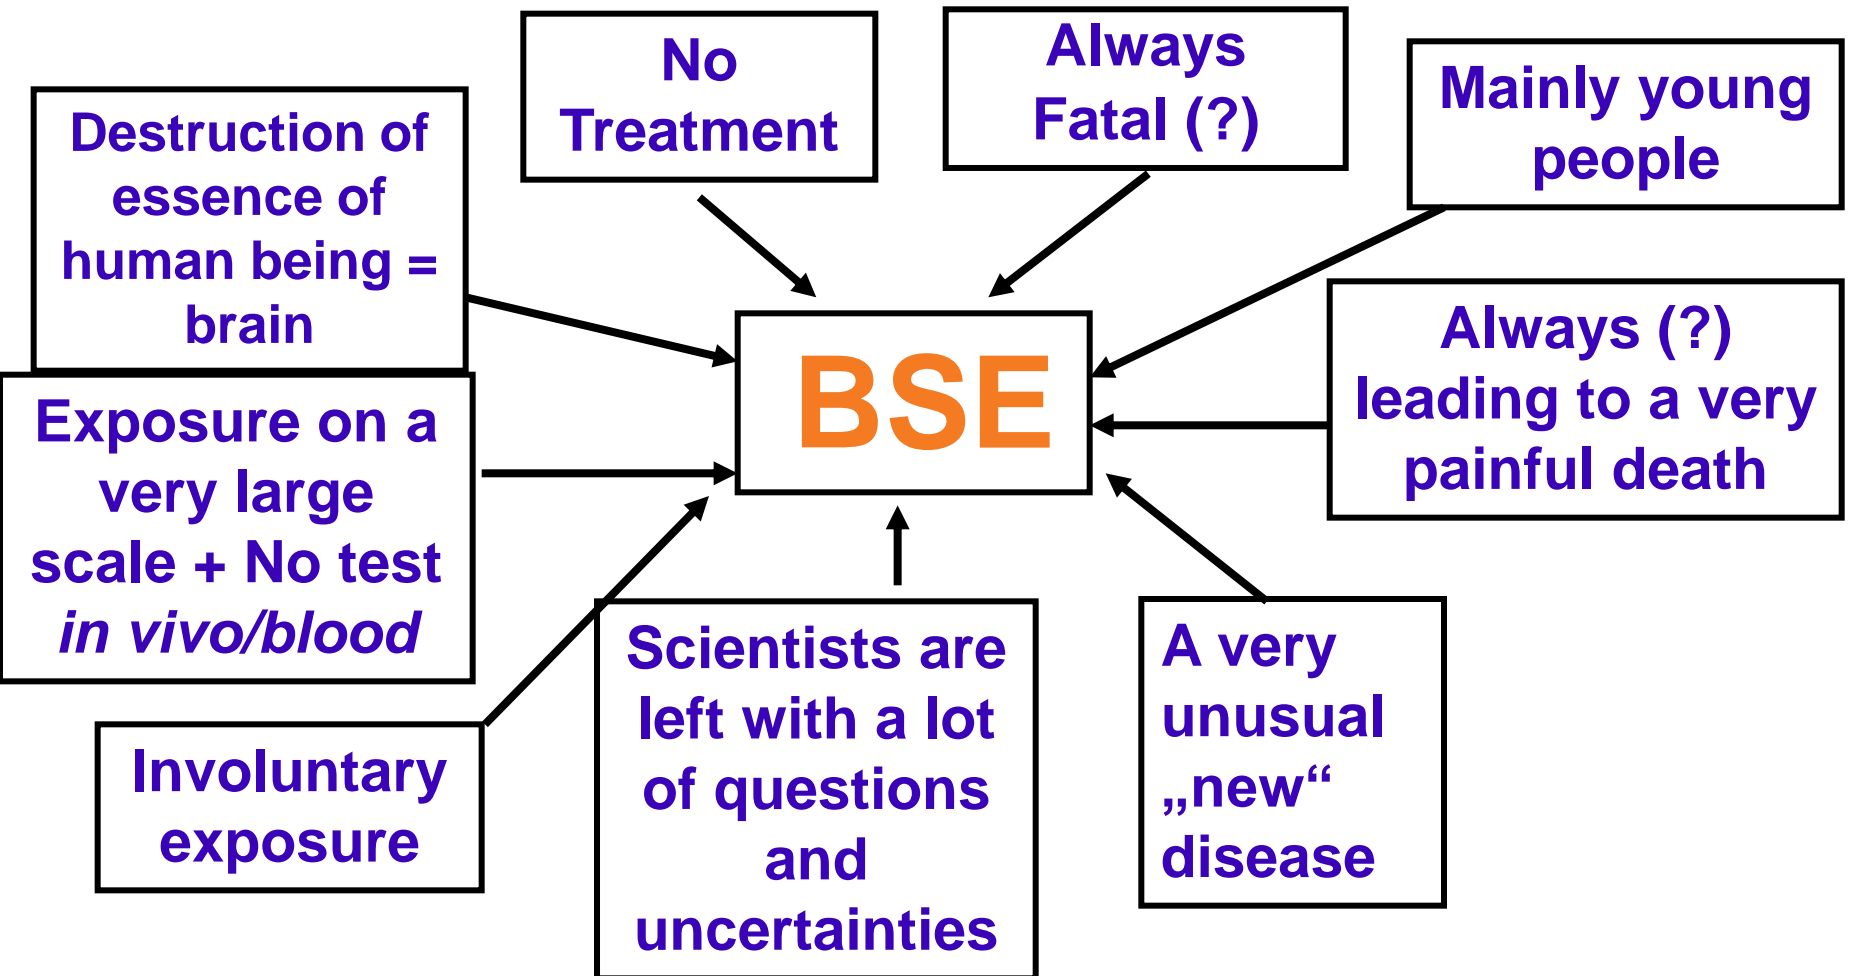 No
Treatment
Always
Fatal (?)
Mainly young
people
Destruction of
essence of
human being =
brain
BSE
Always (?)
leading to a very
painful death
Exposure on a
very large
scale + No test
in vivo/blood
Involuntary
exposure
Scientists are
left with a lot
of questions
and
uncertainties
A very
unusual
„new“
disease